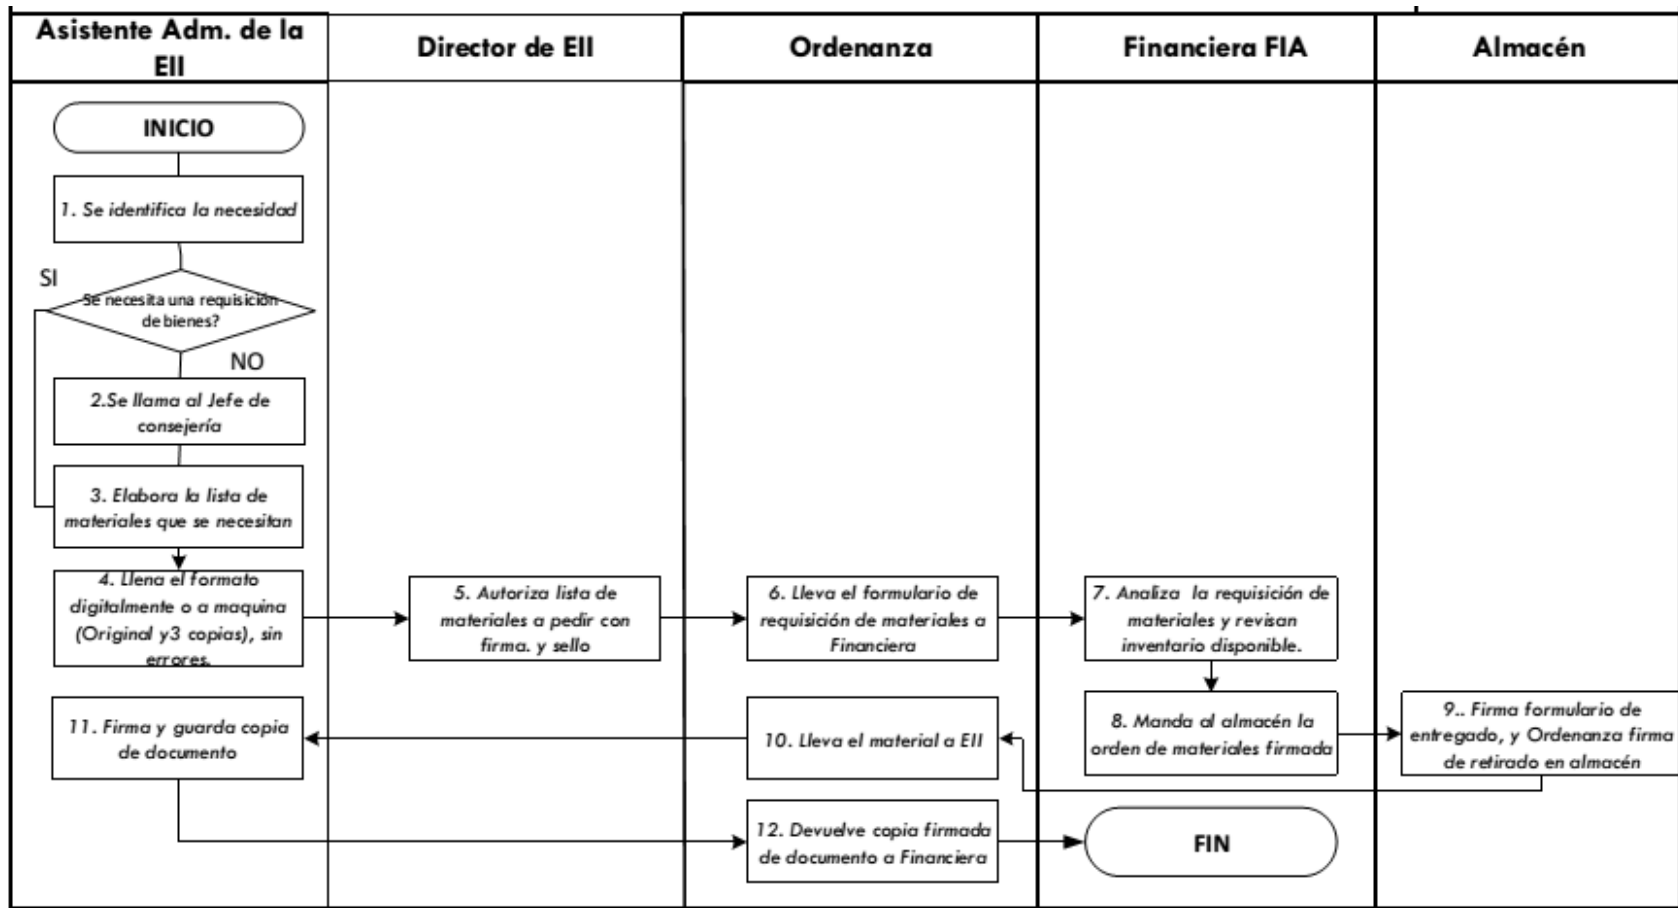 Asistente Adm. de la
EII
Director de EII
Ordenanza
Financiera FIA
Almacén
INICIO
1. Se identifica la necesidad
SI
Se necesita una requisición
de bienes?
NO
2.Se llama al Jefe de
consejería
3. Elabora la lista de
materiales que se necesitan
4. Llena el formato
digitalmente o a maquina
(Original y3 copias), sin
errores.
5. Autoriza lista de
materiales a pedir con
firma. y sello
6. Lleva el formulario de
requisición de materiales a
Financiera
7. Analiza la requisición de
materiales y revisan
inventario disponible.
8. Manda al almacén la
orden de materiales firmada
9.. Firma formulario de
entregado, y Ordenanza firma
de retirado en almacén
10. Lleva el material a EII
11. Firma y guarda copia
de documento
12. Devuelve copia firmada
de documento a Financiera
FIN